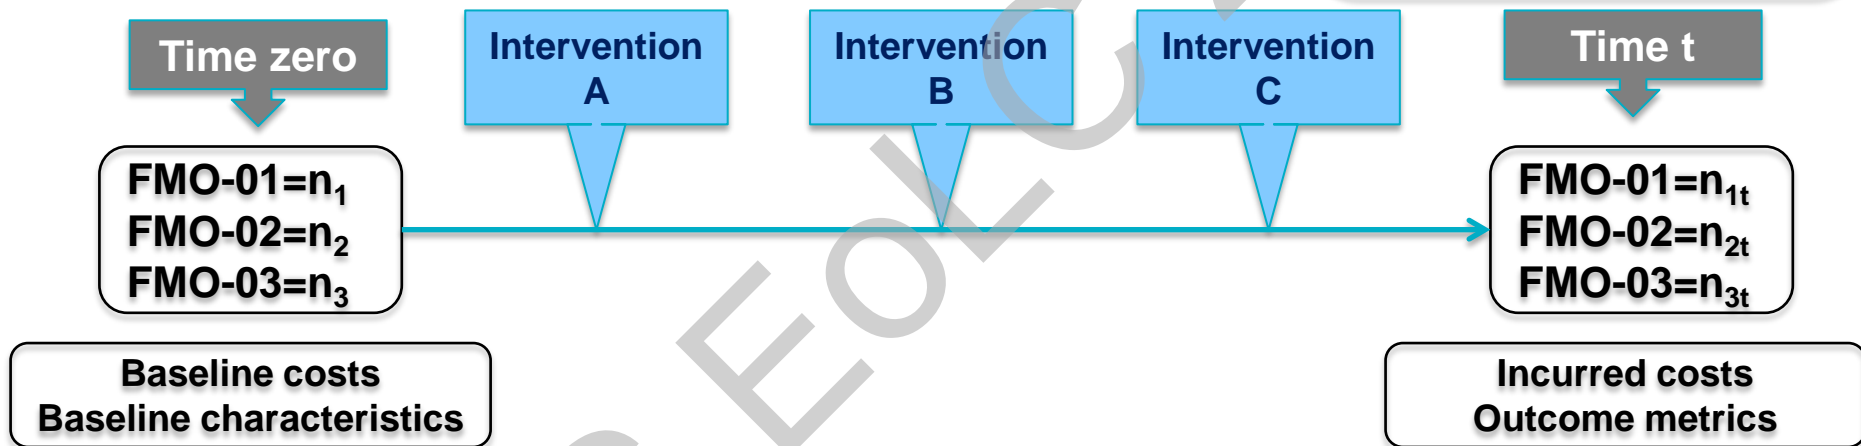 Time zero
Intervention
A
Intervention
B
Intervention
C
Time t
FMO-01=n₁
FMO-02=n₂
FMO-03=n₃
FMO-01=n₁ₜ
FMO-02=n₂ₜ
FMO-03=n₃ₜ
Baseline costs
Baseline characteristics
Incurred costs
Outcome metrics
EoLC